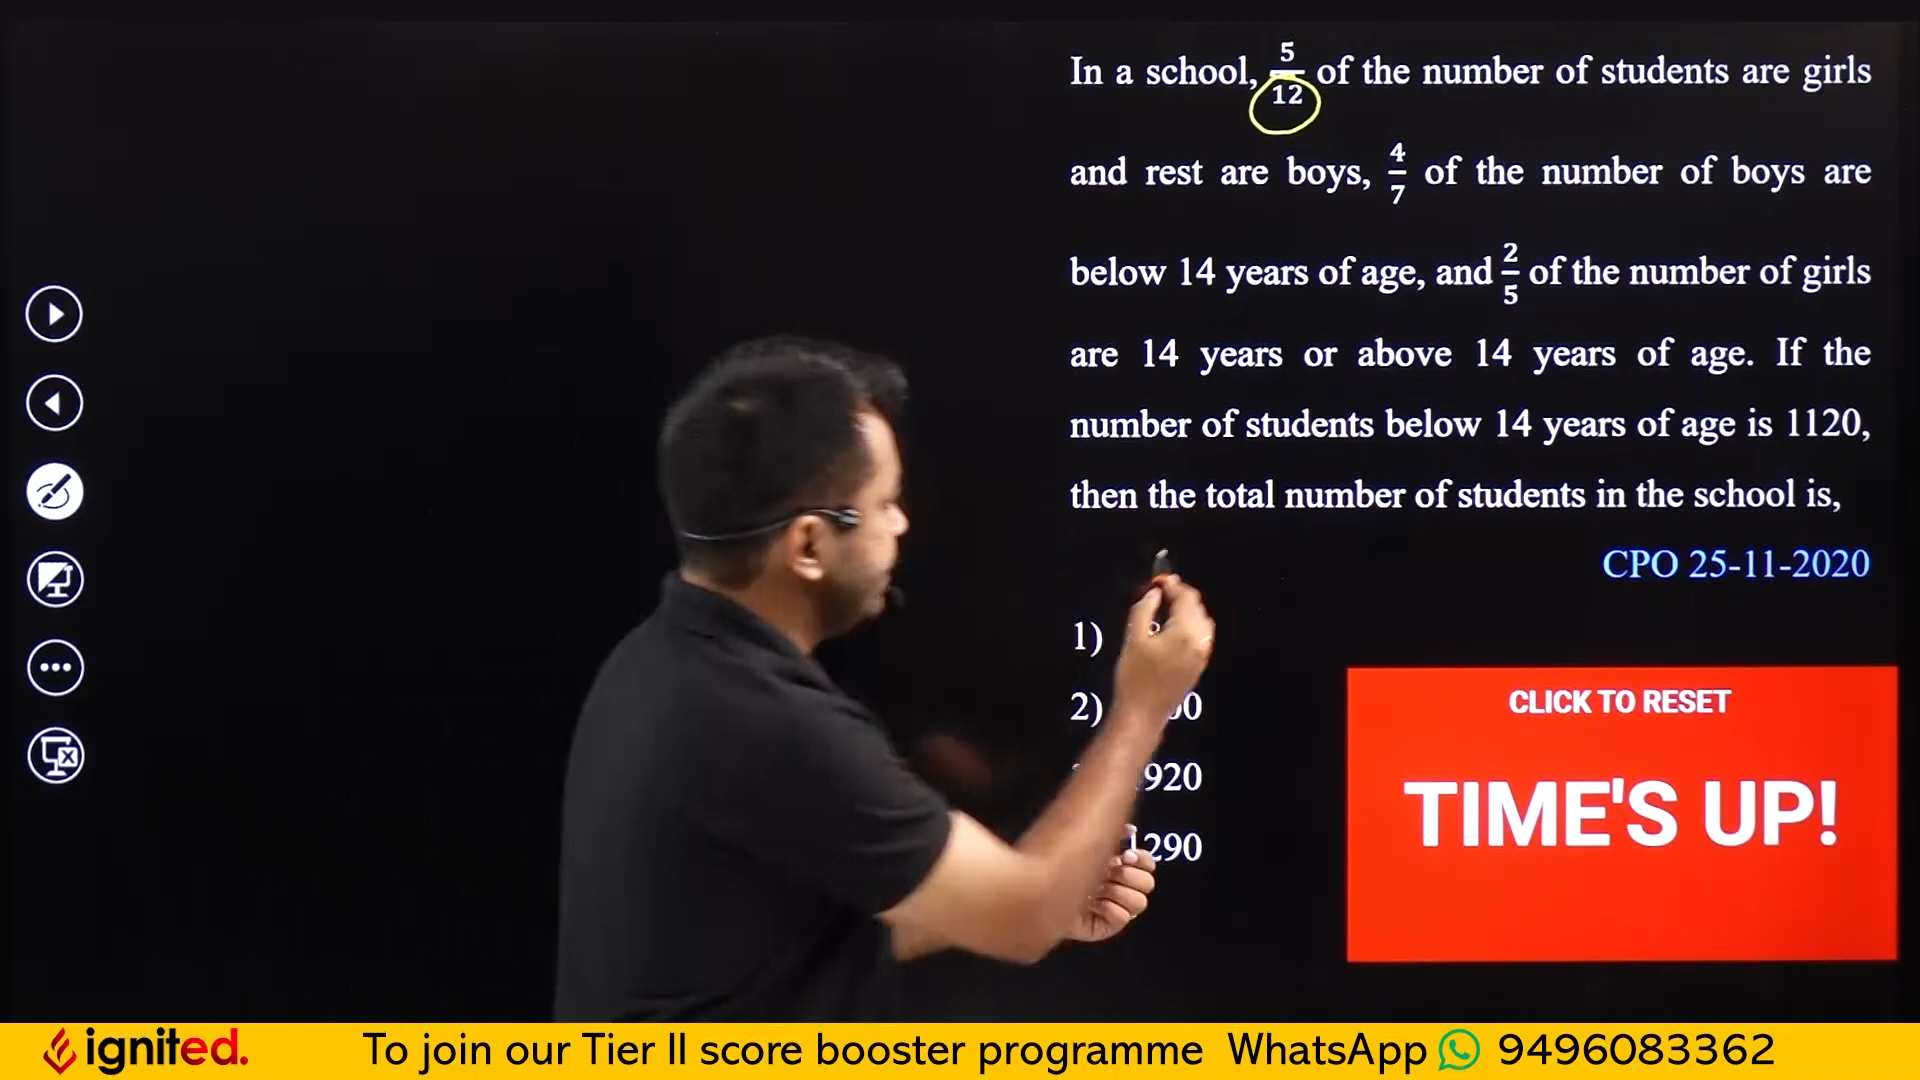 In a school, 5/12 of the number of students are girls
and rest are boys, 4/7 of the number of boys are
below 14 years of age, and 2/5 of the number of girls
are 14 years or above 14 years of age. If the
number of students below 14 years of age is 1120,
then the total number of students in the school is,
CPO 25-11-2020
1)
2)
920
290
CLICK TO RESET
TIME'S UP!
ignited. To join our Tier II score booster programme WhatsApp 9496083362